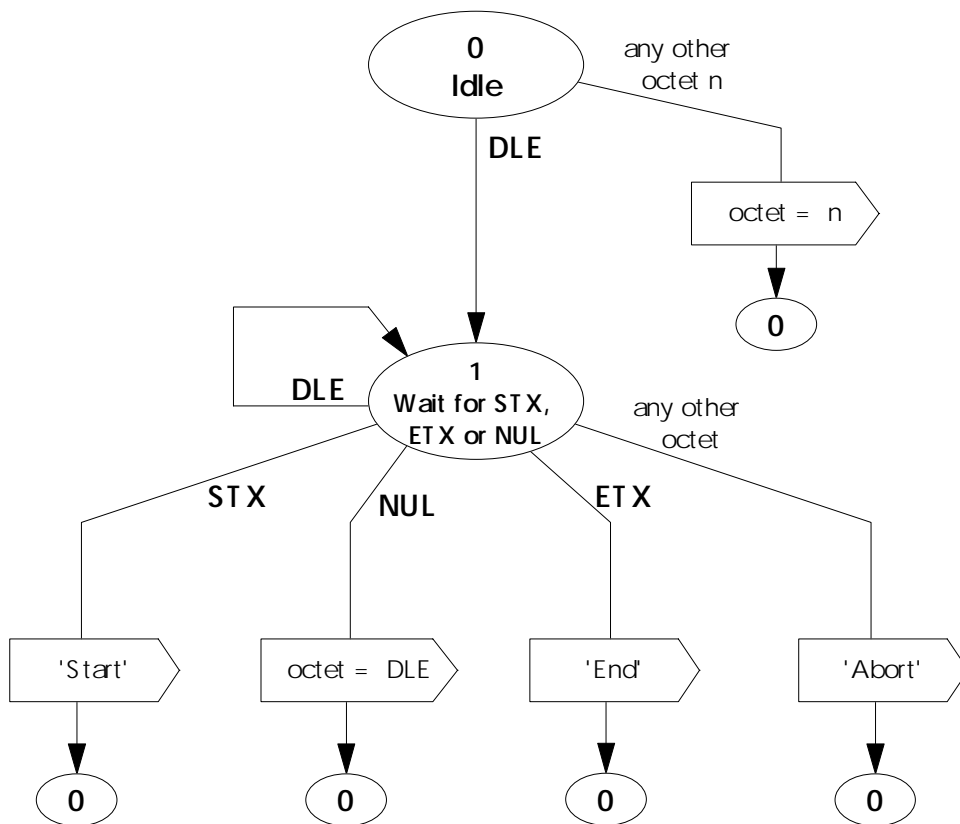 0
Idle
any other
octet n
DLE
octet = n
0
DLE
1
Wait for STX,
ETX or NUL
any other
octet
STX
NUL
ETX
'Start'
octet = DLE
'End'
'Abort'
0
0
0
0